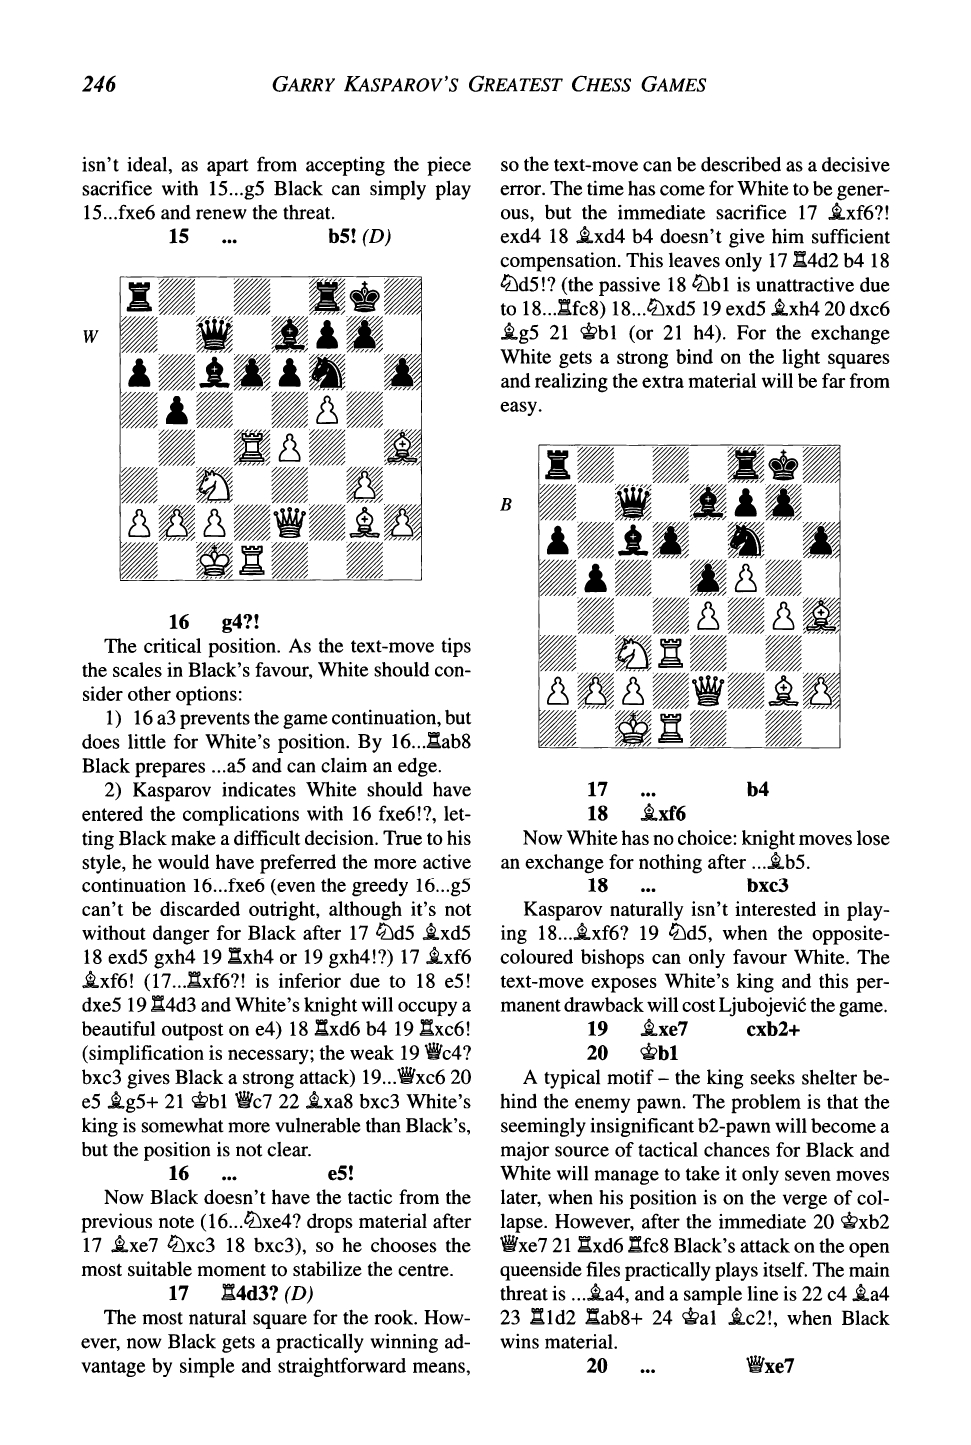 246
GARRY KASPAROV'S GREATEST CHESS GAMES
isn't ideal, as apart from accepting the piece
sacrifice with 15...g5 Black can simply play
15...fxe6 and renew the threat.
15 ... b5! (D)
W
16 g4?!
The critical position. As the text-move tips
the scales in Black's favour, White should con-
sider other options:
1) 16 a3 prevents the game continuation, but
does little for White's position. By 16...♖ab8
Black prepares ...a5 and can claim an edge.
2) Kasparov indicates White should have
entered the complications with 16 fxe6!?, let-
ting Black make a difficult decision. True to his
style, he would have preferred the more active
continuation 16...fxe6 (even the greedy 16...g5
can't be discarded outright, although it's not
without danger for Black after 17 ♘d5 ♗xd5
18 exd5 gxh4 19 ♖xh4 or 19 gxh4!?) 17 ♗xf6
♗xf6! (17...♖xf6?! is inferior due to 18 e5!
dxe5 19 ♖4d3 and White's knight will occupy a
beautiful outpost on e4) 18 ♖xd6 b4 19 ♖xc6!
(simplification is necessary; the weak 19 ♕c4?
bxc3 gives Black a strong attack) 19...♕xc6 20
e5 ♗g5+ 21 ♔b1 ♕c7 22 ♗xa8 bxc3 White's
king is somewhat more vulnerable than Black's,
but the position is not clear.
16 ... e5!
Now Black doesn't have the tactic from the
previous note (16...♘xe4? drops material after
17 ♗xe7 ♘xc3 18 bxc3), so he chooses the
most suitable moment to stabilize the centre.
17 ♖4d3? (D)
The most natural square for the rook. How-
ever, now Black gets a practically winning ad-
vantage by simple and straightforward means,
so the text-move can be described as a decisive
error. The time has come for White to be gener-
ous, but the immediate sacrifice 17 ♗xf6?!
exd4 18 ♗xd4 b4 doesn't give him sufficient
compensation. This leaves only 17 ♖4d2 b4 18
♘d5!? (the passive 18 ♘b1 is unattractive due
to 18...♖fc8) 18...♘xd5 19 exd5 ♗xh4 20 dxc6
♗g5 21 ♔b1 (or 21 h4). For the exchange
White gets a strong bind on the light squares
and realizing the extra material will be far from
easy.
B
17 ... b4
18 ♗xf6
Now White has no choice: knight moves lose
an exchange for nothing after ...♗b5.
18 ... bxc3
Kasparov naturally isn't interested in play-
ing 18...♗xf6? 19 ♘d5, when the opposite-
coloured bishops can only favour White. The
text-move exposes White's king and this per-
manent drawback will cost Ljubojević the game.
19 ♗xe7 cxb2+
20 ♔b1
A typical motif – the king seeks shelter be-
hind the enemy pawn. The problem is that the
seemingly insignificant b2-pawn will become a
major source of tactical chances for Black and
White will manage to take it only seven moves
later, when his position is on the verge of col-
lapse. However, after the immediate 20 ♔xb2
♕xe7 21 ♖xd6 ♖fc8 Black's attack on the open
queenside files practically plays itself. The main
threat is ...♗a4, and a sample line is 22 c4 ♗a4
23 ♖1d2 ♖ab8+ 24 ♔a1 ♗c2!, when Black
wins material.
20 ... ♕xe7